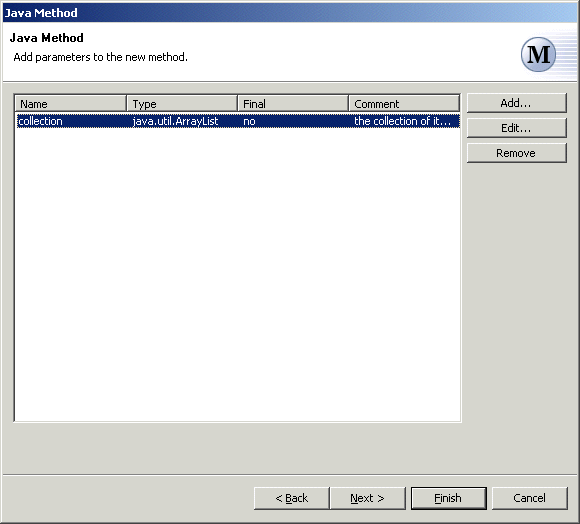 Java Method
Java Method
Add parameters to the new method.
M
Name Type Final Comment
collection java.util.ArrayList no the collection of it...
Add...
Edit...
Remove
< Back Next > Finish Cancel